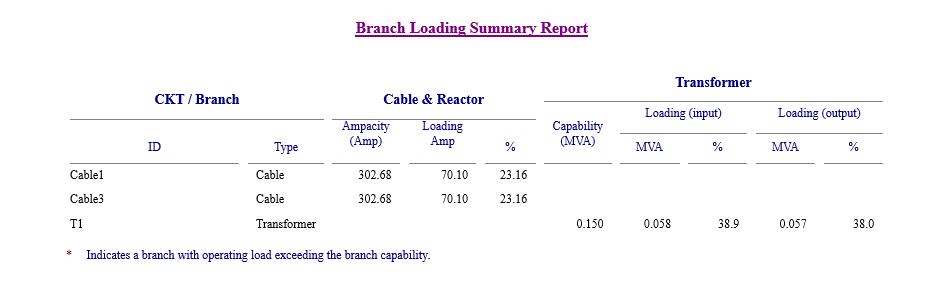 Branch Loading Summary Report
Transformer
CKT / Branch Cable & Reactor
Loading (input) Loading (output)
Ampacity Loading Capability
(Amp) Amp (MVA)
ID Type % MVA % MVA %
Cable1 Cable 302.68 70.10 23.16
Cable3 Cable 302.68 70.10 23.16
T1 Transformer 0.150 0.058 38.9 0.057 38.0
* Indicates a branch with operating load exceeding the branch capability.